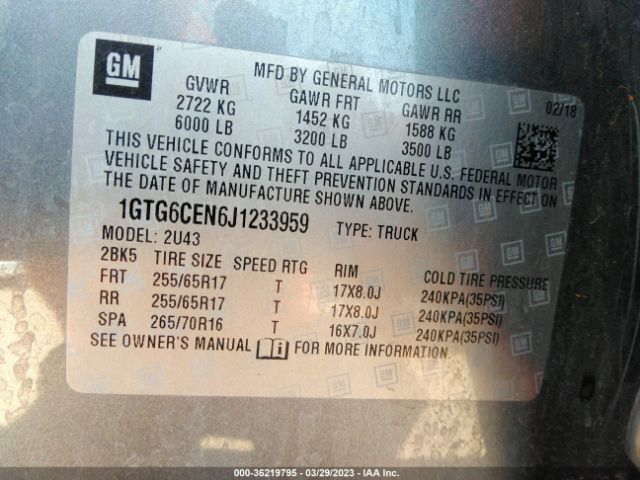 GM
MFD BY GENERAL MOTORS LLC
02/18
GVWR GAWR FRT GAWR RR
2722 KG 1452 KG 1588 KG
6000 LB 3200 LB 3500 LB
THIS VEHICLE CONFORMS TO ALL APPLICABLE U.S. FEDERAL MOTOR
VEHICLE SAFETY AND THEFT PREVENTION STANDARDS IN EFFECT ON
THE DATE OF MANUFACTURE SHOWN ABOVE.
1GTG6CEN6J1233959 TYPE: TRUCK
MODEL: 2U43
2BK5 TIRE SIZE SPEED RTG RIM COLD TIRE PRESSURE
FRT 255/65R17 T 17X8.0J 240KPA(35PSI)
RR 255/65R17 T 17X8.0J 240KPA(35PSI)
SPA 265/70R16 T 16X7.0J 240KPA(35PSI)
SEE OWNER'S MANUAL FOR MORE INFORMATION
000-36219795 - 03/29/2023 - IAA Inc.